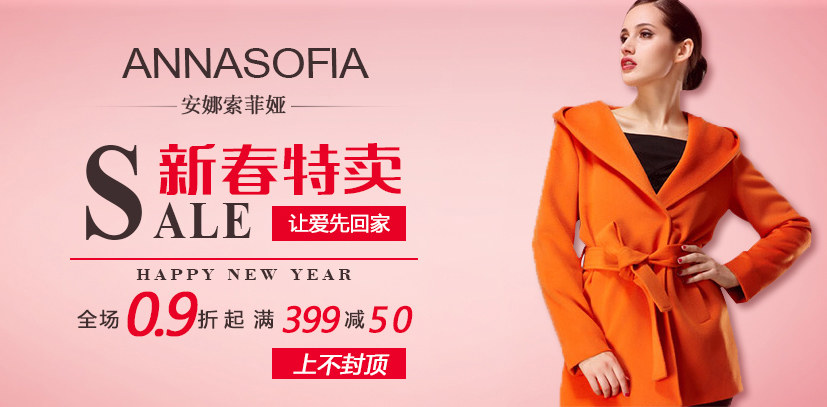 ANNASOFIA
安娜索菲娅
SALE
新春特卖
让爱先回家
HAPPY NEW YEAR
全场0.9折起 满399减50
上不封顶